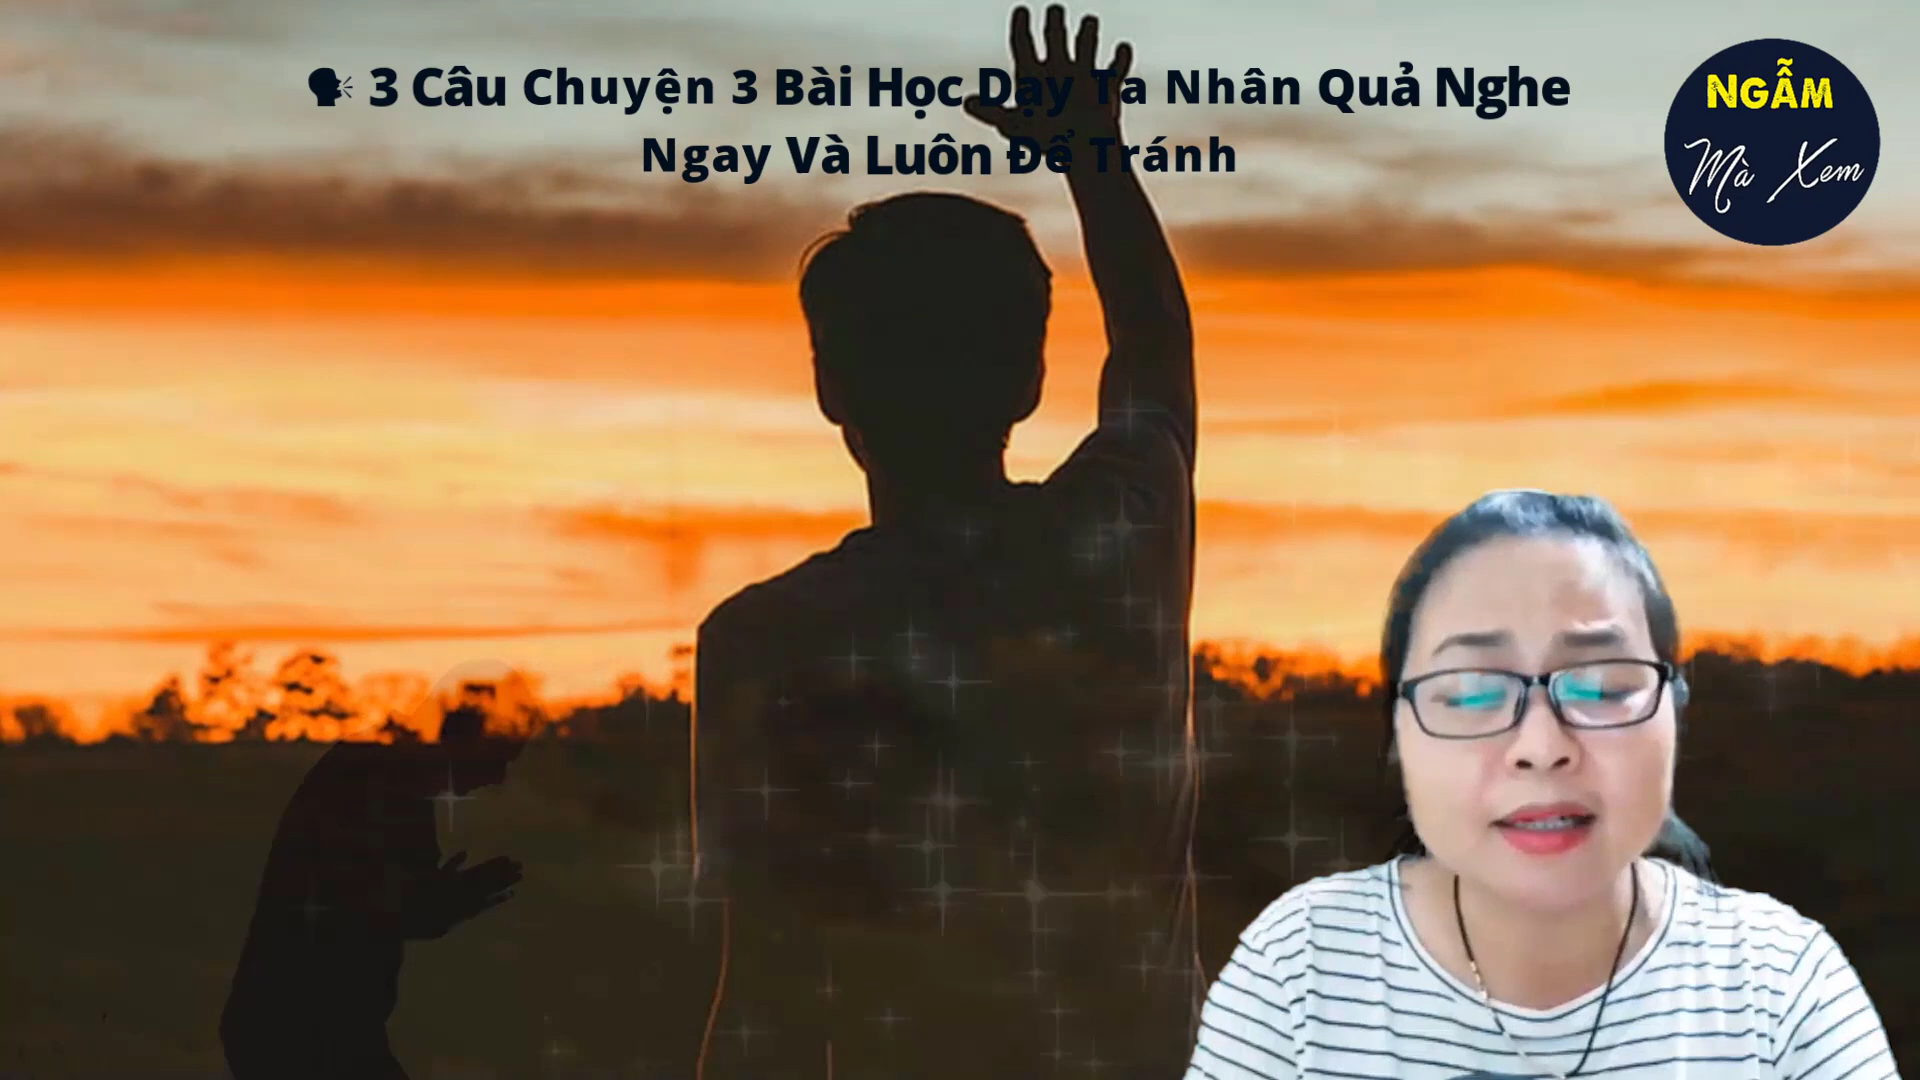 🗣 3 Câu Chuyện 3 Bài Học Dạy Ta Nhân Quả Nghe
Ngay Và Luôn Để Tránh
NGẪM
Mà Xem